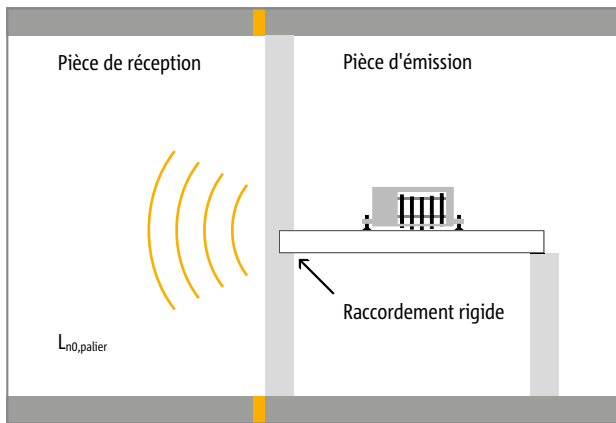 Pièce de réception
Pièce d'émission
Raccordement rigide
Ln0,palier